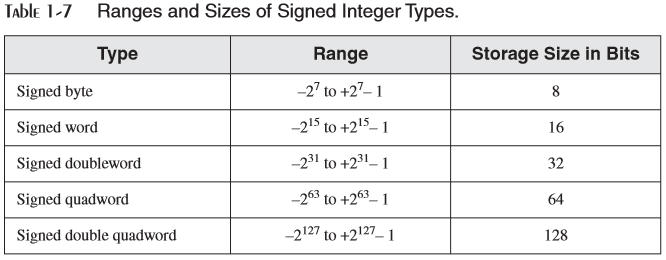 TABLE 1-7 Ranges and Sizes of Signed Integer Types.
Type Range Storage Size in Bits
Signed byte –2⁷ to +2⁷– 1 8
Signed word –2¹⁵ to +2¹⁵– 1 16
Signed doubleword –2³¹ to +2³¹– 1 32
Signed quadword –2⁶³ to +2⁶³– 1 64
Signed double quadword –2¹²⁷ to +2¹²⁷– 1 128